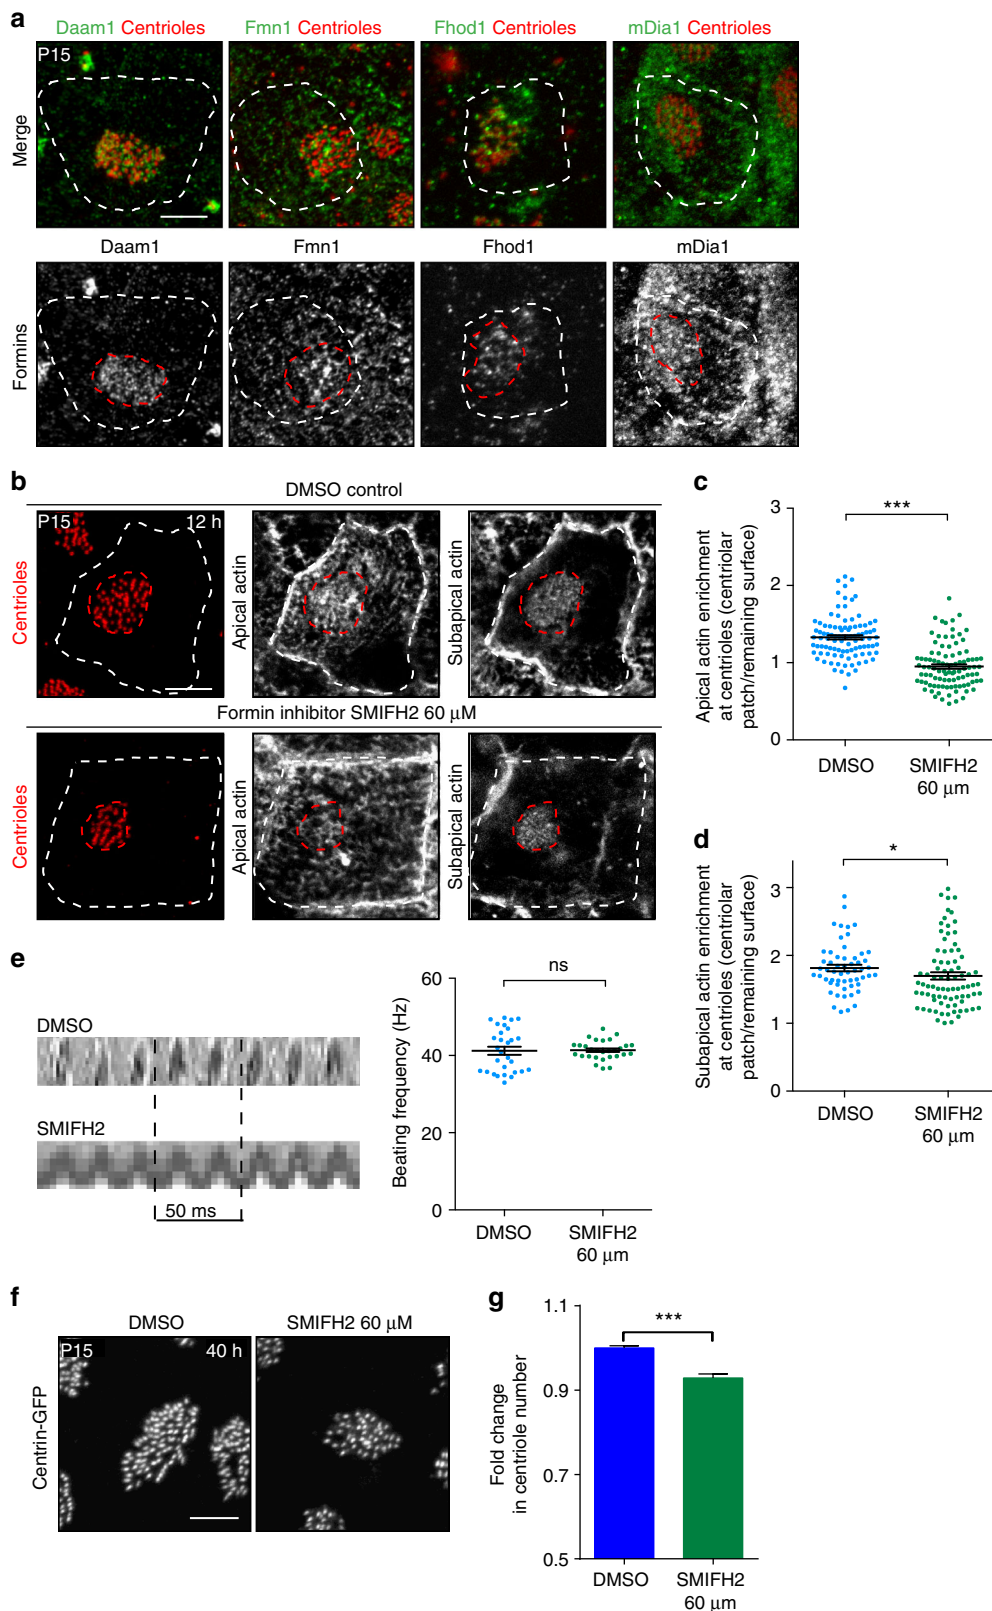 a
Daam1 Centrioles
Fmn1 Centrioles
Fhod1 Centrioles
mDia1 Centrioles
P15
Merge
Daam1
Fmn1
Fhod1
mDia1
Formins
b
DMSO control
P15
12 h
Centrioles
Apical actin
Subapical actin
Formin inhibitor SMIFH2 60 μM
Centrioles
Apical actin
Subapical actin
c
Apical actin enrichment
at centrioles (centriolar
patch/remaining surface)
3
2
1
0
***
DMSO
SMIFH2
60 μm
d
Subapical actin enrichment
at centrioles (centriolar
patch/remaining surface)
3
2
1
0
*
DMSO
SMIFH2
60 μm
e
DMSO
SMIFH2
50 ms
Beating frequency (Hz)
60
40
20
0
ns
DMSO
SMIFH2
60 μm
f
DMSO
SMIFH2 60 μM
P15
40 h
Centrin-GFP
g
Fold change
in centriole number
1.1
0.9
0.7
0.5
***
DMSO
SMIFH2
60 μm